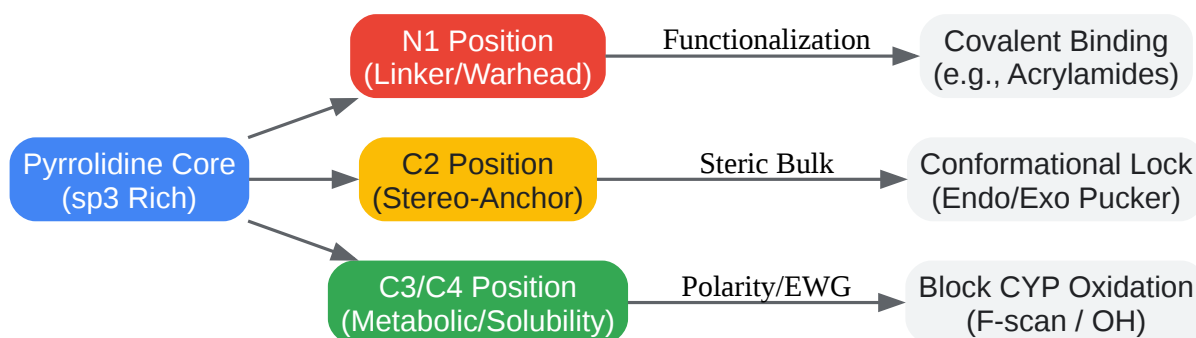 N1 Position
(Linker/Warhead)
Functionalization
Covalent Binding
(e.g., Acrylamides)
Pyrrolidine Core
(sp3 Rich)
C2 Position
(Stereo-Anchor)
Steric Bulk
Conformational Lock
(Endo/Exo Pucker)
C3/C4 Position
(Metabolic/Solubility)
Polarity/EWG
Block CYP Oxidation
(F-scan / OH)